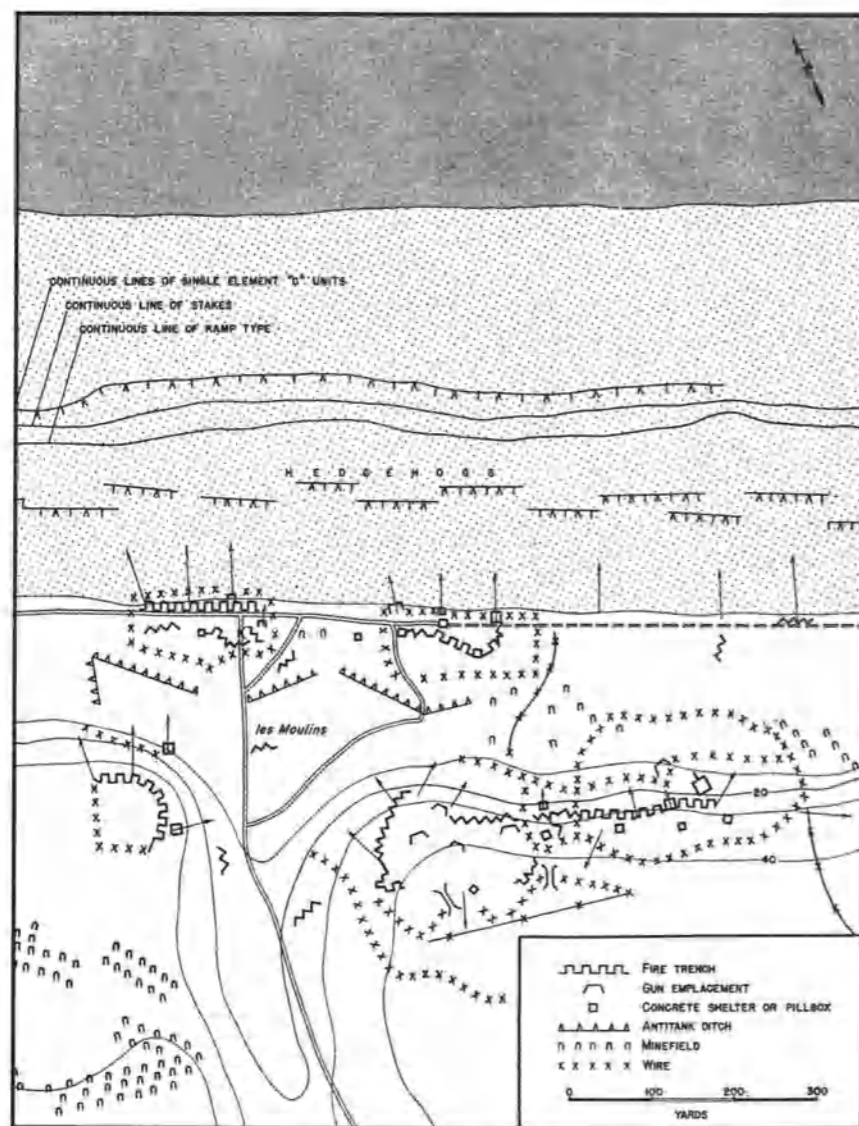 CONTINUOUS LINES OF SINGLE ELEMENT "C" UNITS
CONTINUOUS LINE OF STAKES
CONTINUOUS LINE OF RAMP TYPE
HEDGEHOGS
les Moulins
20
40
FIRE TRENCH
GUN EMPLACEMENT
CONCRETE SHELTER OR PILLBOX
ANTITANK DITCH
MINEFIELD
WIRE
0 100 200 300
YARDS